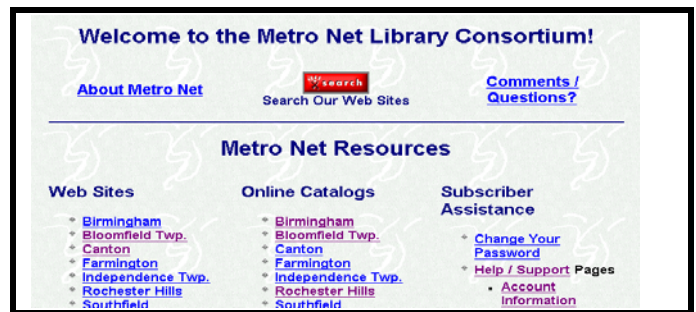 Welcome to the Metro Net Library Consortium!
About Metro Net
search
Search Our Web Sites
Comments /
Questions?
Metro Net Resources
Web Sites
Birmingham
Bloomfield Twp.
Canton
Farmington
Independence Twp.
Rochester Hills
Southfield
Online Catalogs
Birmingham
Bloomfield Twp.
Canton
Farmington
Independence Twp.
Rochester Hills
Southfield
Subscriber
Assistance
Change Your
Password
Help / Support Pages
Account
Information